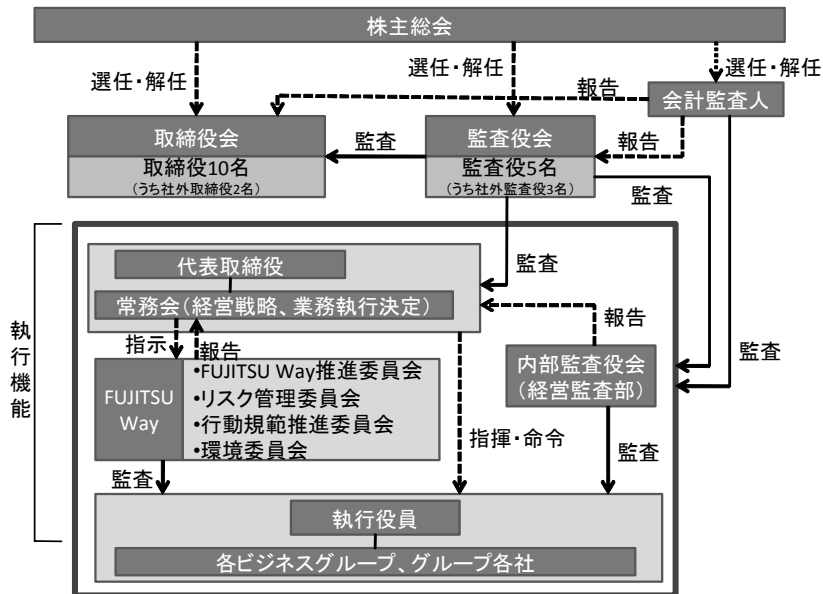 株主総会
選任・解任
選任・解任
選任・解任
報告
会計監査人
取締役会
取締役10名
(うち社外取締役2名)
監査
監査役会
監査役5名
(うち社外監査役3名)
報告
監査
執行機能
代表取締役
常務会(経営戦略、業務執行決定)
監査
指示
報告
報告
監査
FUJITSU
Way
•FUJITSU Way推進委員会
•リスク管理委員会
•行動規範推進委員会
•環境委員会
内部監査役会
(経営監査部)
指揮・命令
監査
監査
執行役員
各ビジネスグループ、グループ各社